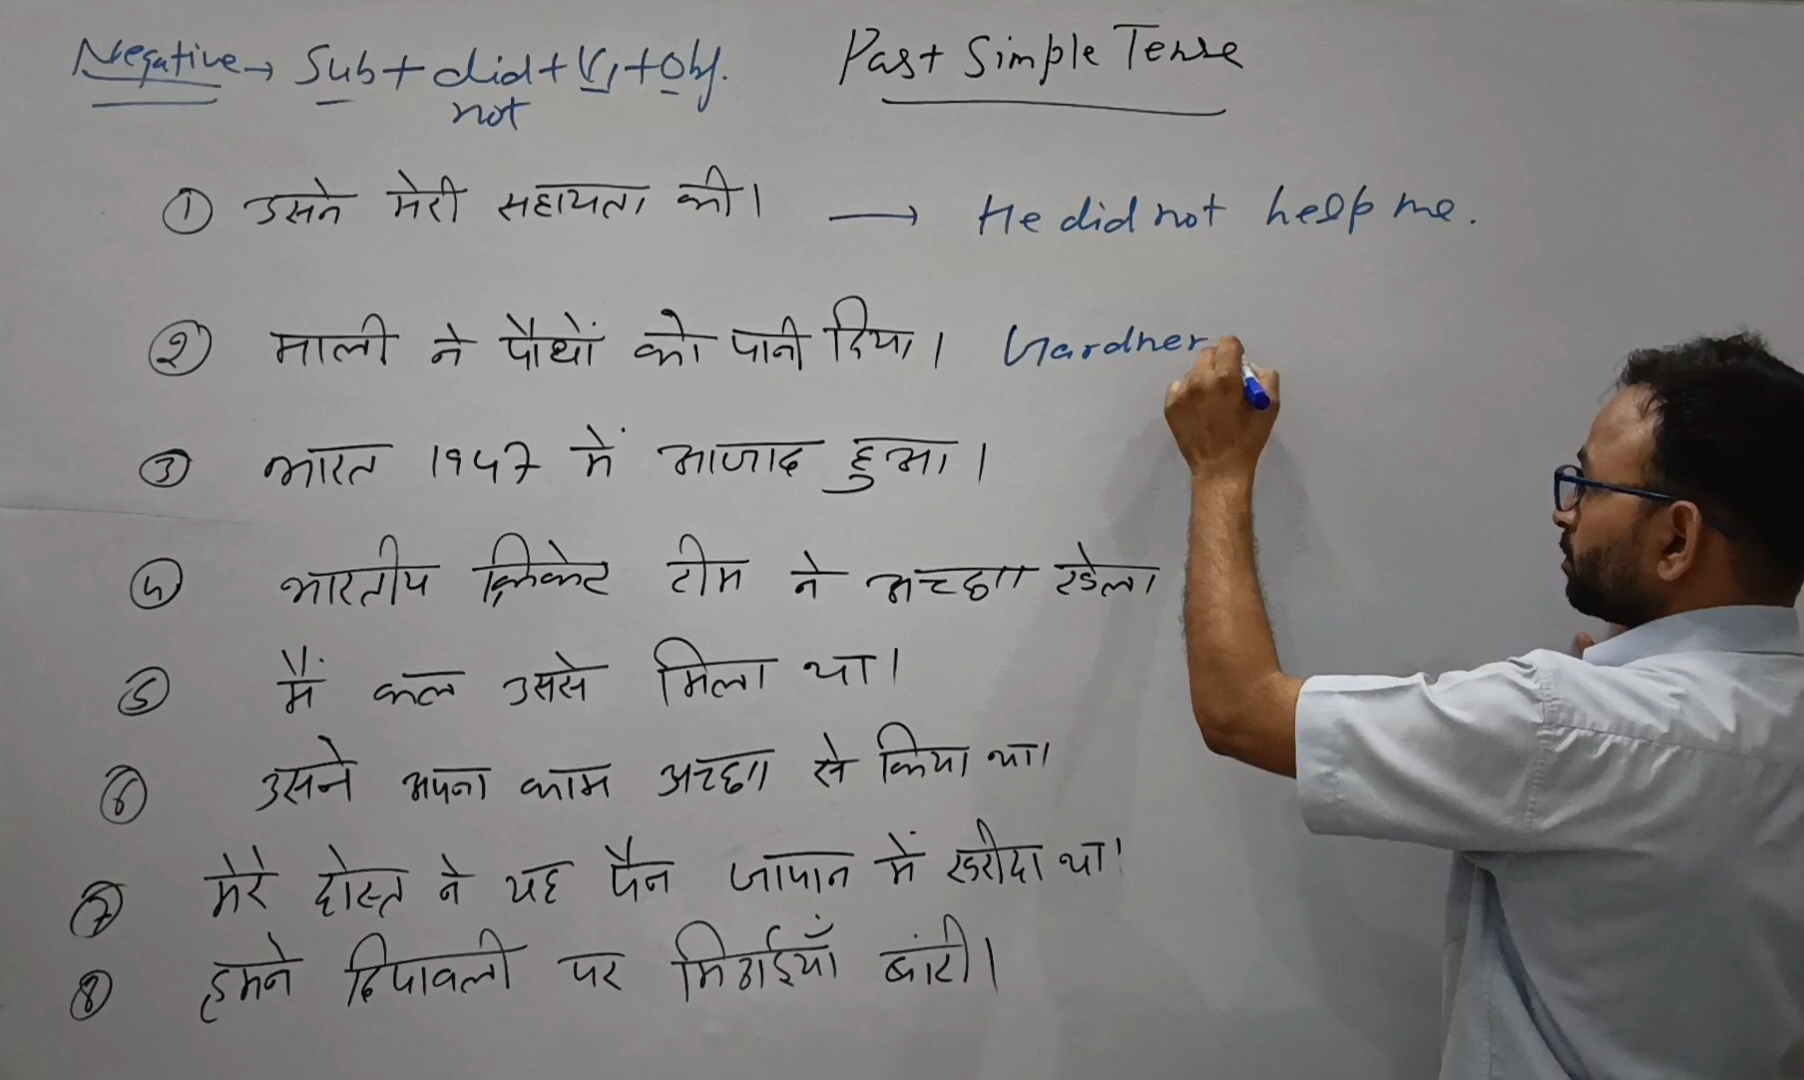 Negative → Sub + did + V1 + Obj.
not
Past Simple Tense
① उसने मेरी सहायता की। → He did not help me.
② माली ने पौधों को पानी दिया। Gardner
③ भारत १९४७ में आजाद हुआ।
④ भारतीय क्रिकेट टीम ने अच्छा खेला
⑤ मैं कल उससे मिला था।
⑥ उसने अपना काम अच्छा से किया था।
⑦ मेरे दोस्त ने यह पैन जापान में खरीदा था।
⑧ हमने दिपावली पर मिठाईयाँ बांटी।